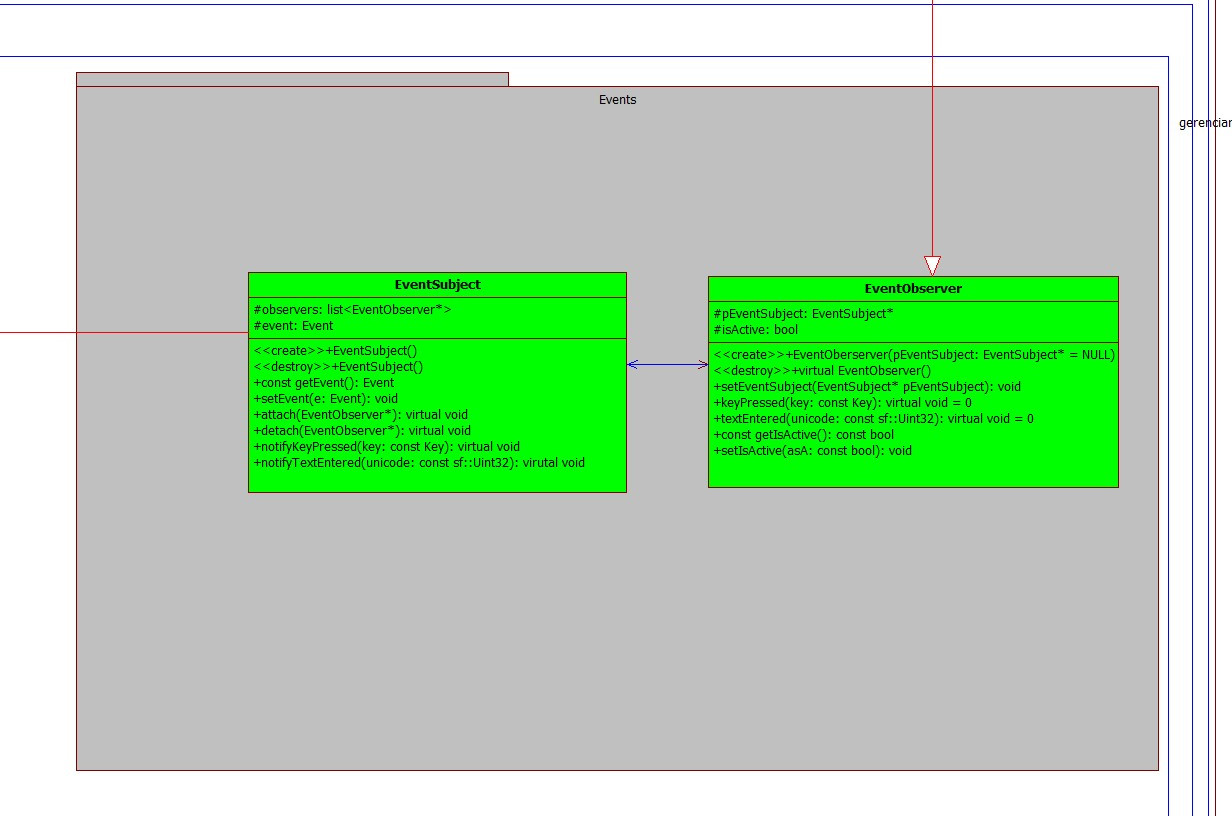 Events
gerenciar
EventSubject
#observers: list<EventObserver*>
#event: Event
<<create>>+EventSubject()
<<destroy>>+EventSubject()
+const getEvent(): Event
+setEvent(e: Event): void
+attach(EventObserver*): virtual void
+detach(EventObserver*): virtual void
+notifyKeyPressed(key: const Key): virtual void
+notifyTextEntered(unicode: const sf::Uint32): virutal void
EventObserver
#pEventSubject: EventSubject*
#isActive: bool
<<create>>+EventOberserver(pEventSubject: EventSubject* = NULL)
<<destroy>>+virtual EventObserver()
+setEventSubject(EventSubject* pEventSubject): void
+keyPressed(key: const Key): virtual void = 0
+textEntered(unicode: const sf::Uint32): virtual void = 0
+const getIsActive(): const bool
+setIsActive(asA: const bool): void